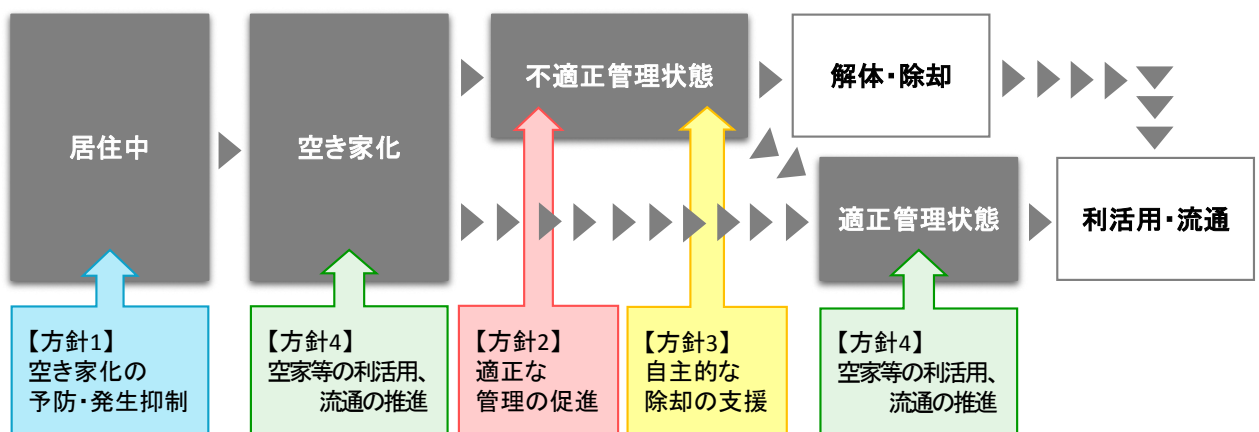 居住中
空き家化
不適正管理状態
解体・除却
適正管理状態
利活用・流通
【方針1】
空き家化の
予防・発生抑制
【方針4】
空家等の利活用、
流通の推進
【方針2】
適正な
管理の促進
【方針3】
自主的な
除却の支援
【方針4】
空家等の利活用、
流通の推進